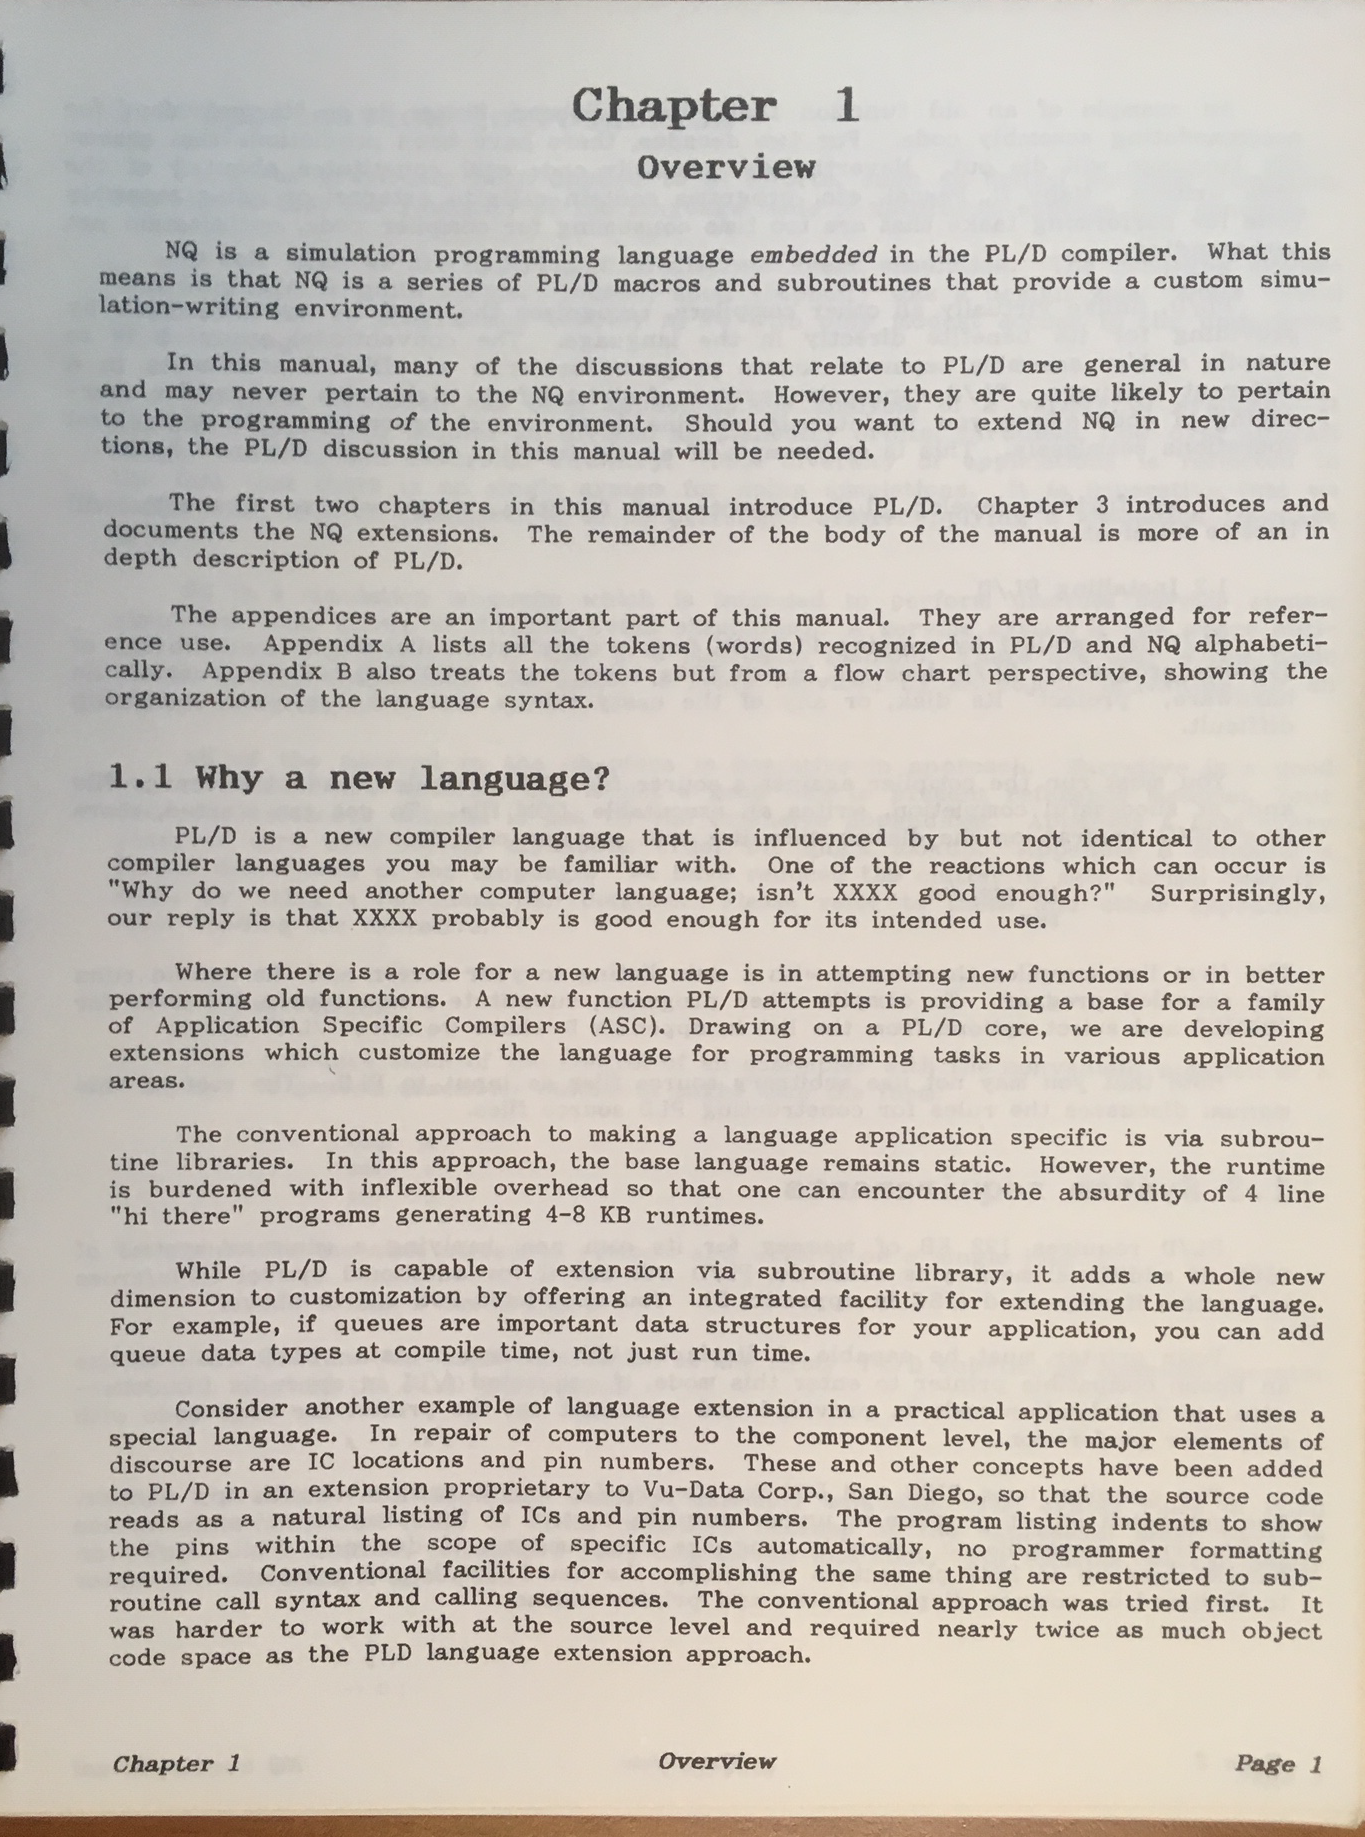 Chapter 1
Overview
NQ is a simulation programming language embedded in the PL/D compiler. What this
means is that NQ is a series of PL/D macros and subroutines that provide a custom simu-
lation-writing environment.
In this manual, many of the discussions that relate to PL/D are general in nature
and may never pertain to the NQ environment. However, they are quite likely to pertain
to the programming of the environment. Should you want to extend NQ in new direc-
tions, the PL/D discussion in this manual will be needed.
The first two chapters in this manual introduce PL/D. Chapter 3 introduces and
documents the NQ extensions. The remainder of the body of the manual is more of an in
depth description of PL/D.
The appendices are an important part of this manual. They are arranged for refer-
ence use. Appendix A lists all the tokens (words) recognized in PL/D and NQ alphabeti-
cally. Appendix B also treats the tokens but from a flow chart perspective, showing the
organization of the language syntax.
1.1 Why a new language?
PL/D is a new compiler language that is influenced by but not identical to other
compiler languages you may be familiar with. One of the reactions which can occur is
"Why do we need another computer language; isn't XXXX good enough?" Surprisingly,
our reply is that XXXX probably is good enough for its intended use.
Where there is a role for a new language is in attempting new functions or in better
performing old functions. A new function PL/D attempts is providing a base for a family
of Application Specific Compilers (ASC). Drawing on a PL/D core, we are developing
extensions which customize the language for programming tasks in various application
areas.
The conventional approach to making a language application specific is via subrou-
tine libraries. In this approach, the base language remains static. However, the runtime
is burdened with inflexible overhead so that one can encounter the absurdity of 4 line
"hi there" programs generating 4-8 KB runtimes.
While PL/D is capable of extension via subroutine library, it adds a whole new
dimension to customization by offering an integrated facility for extending the language.
For example, if queues are important data structures for your application, you can add
queue data types at compile time, not just run time.
Consider another example of language extension in a practical application that uses a
special language. In repair of computers to the component level, the major elements of
discourse are IC locations and pin numbers. These and other concepts have been added
to PL/D in an extension proprietary to Vu-Data Corp., San Diego, so that the source code
reads as a natural listing of ICs and pin numbers. The program listing indents to show
the pins within the scope of specific ICs automatically, no programmer formatting
required. Conventional facilities for accomplishing the same thing are restricted to sub-
routine call syntax and calling sequences. The conventional approach was tried first. It
was harder to work with at the source level and required nearly twice as much object
code space as the PLD language extension approach.
Chapter 1 Overview Page 1